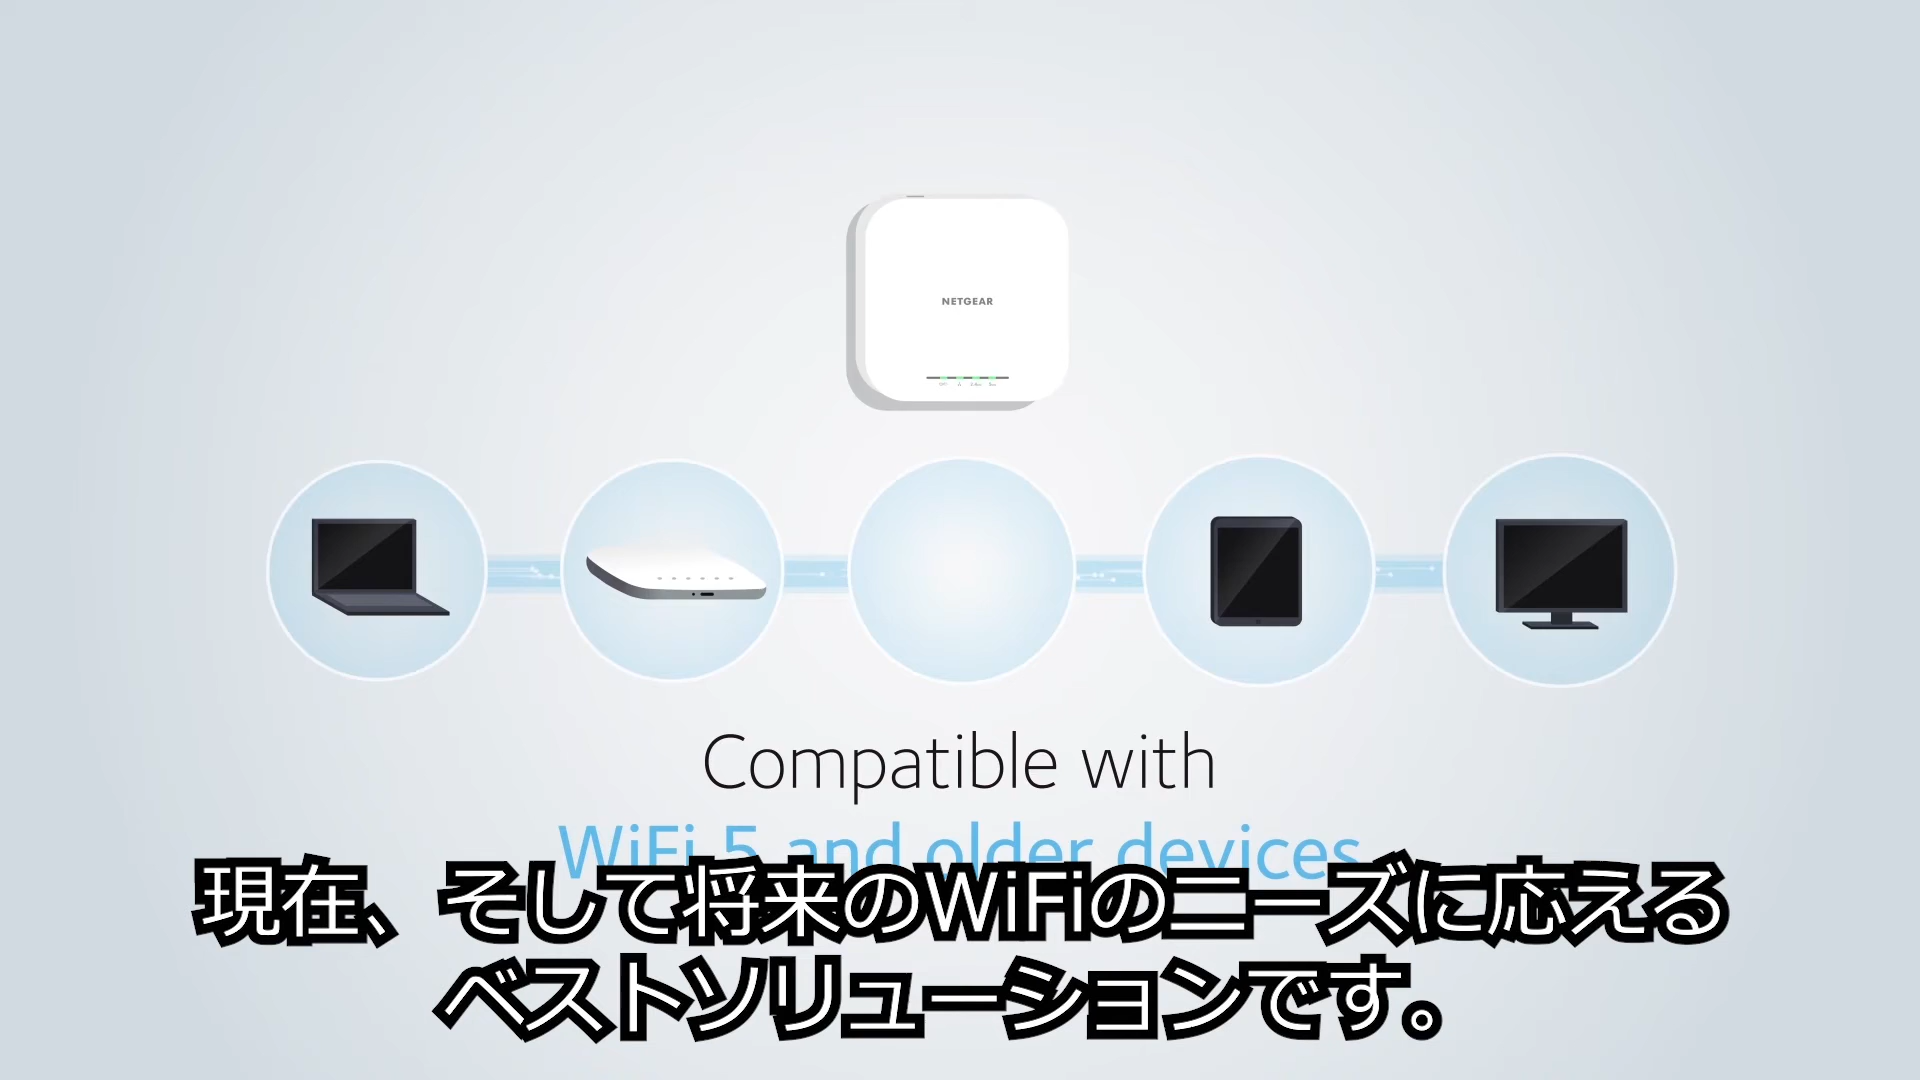 NETGEAR
Compatible with
WiFi 5 and older devices
現在、そして将来のWiFiのニーズに応える
ベストソリューションです。